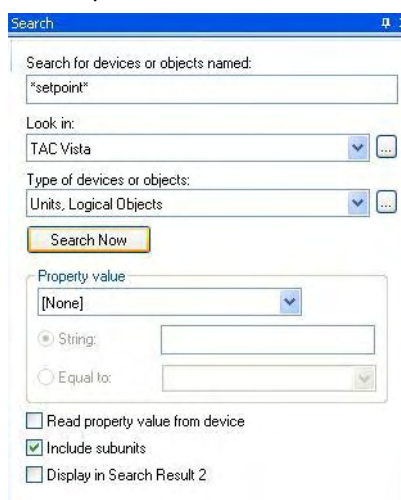 Search
Search for devices or objects named:
*setpoint*
Look in:
TAC Vista
...
Type of devices or objects:
Units, Logical Objects
...
Search Now
Property value
[None]
String:
Equal to:
Read property value from device
Include subunits
Display in Search Result 2